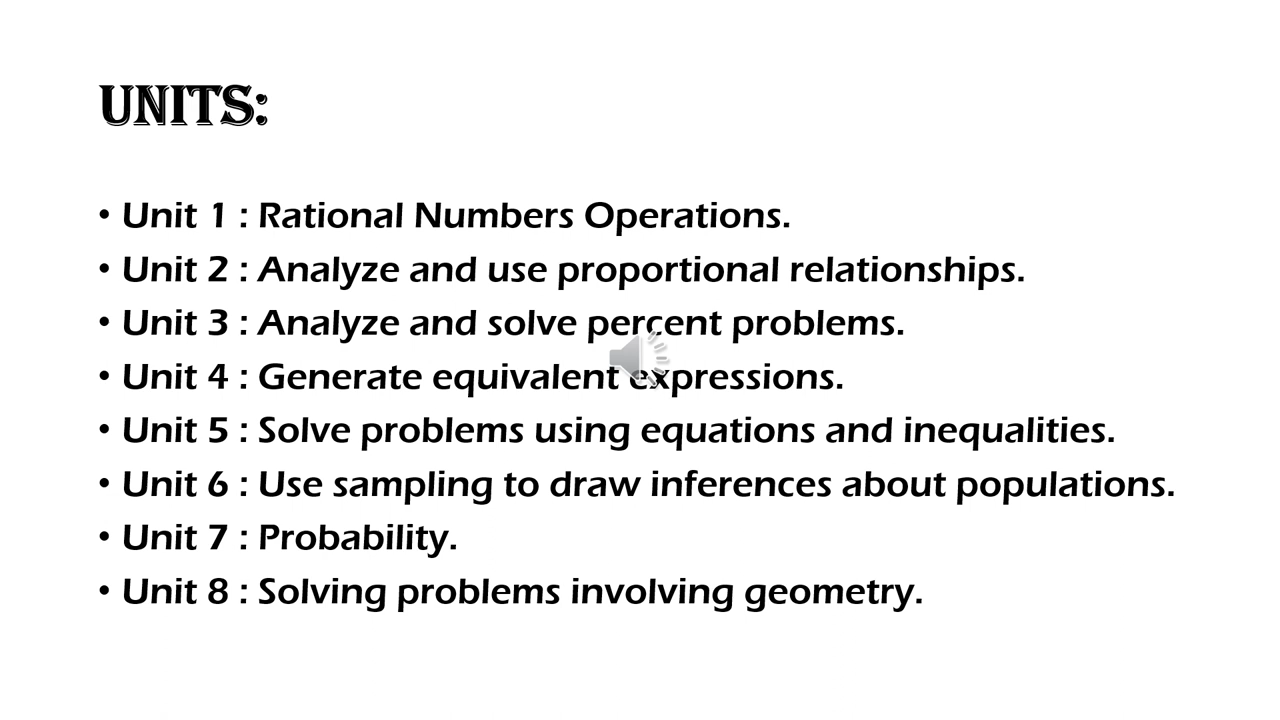 UNITS:
• Unit 1 : Rational Numbers Operations.
• Unit 2 : Analyze and use proportional relationships.
• Unit 3 : Analyze and solve percent problems.
• Unit 4 : Generate equivalent expressions.
• Unit 5 : Solve problems using equations and inequalities.
• Unit 6 : Use sampling to draw inferences about populations.
• Unit 7 : Probability.
• Unit 8 : Solving problems involving geometry.